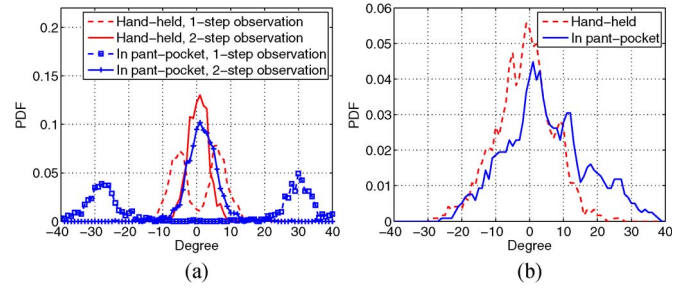 Hand-held, 1-step observation
Hand-held, 2-step observation
In pant-pocket, 1-step observation
In pant-pocket, 2-step observation
0.2
0.15
0.1
0.05
0
PDF
-40 -30 -20 -10 0 10 20 30 40
Degree
(a)
Hand-held
In pant-pocket
0.06
0.05
0.04
0.03
0.02
0.01
0
PDF
-40 -30 -20 -10 0 10 20 30 40
Degree
(b)